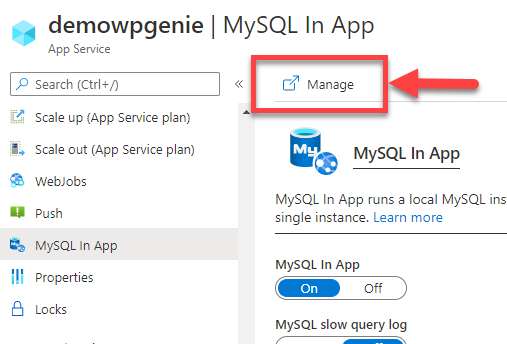 demowpgenie | MySQL In App
App Service
Search (Ctrl+/)
«
Manage
Scale up (App Service plan)
Scale out (App Service plan)
WebJobs
Push
MySQL In App
Properties
Locks
My
MySQL In App
MySQL In App runs a local MySQL ins
single instance. Learn more
MySQL In App
On Off
MySQL slow query log